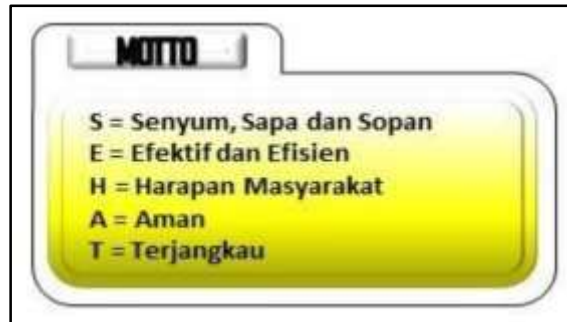 MOTTO
S = Senyum, Sapa dan Sopan
E = Efektif dan Efisien
H = Harapan Masyarakat
A = Aman
T = Terjangkau